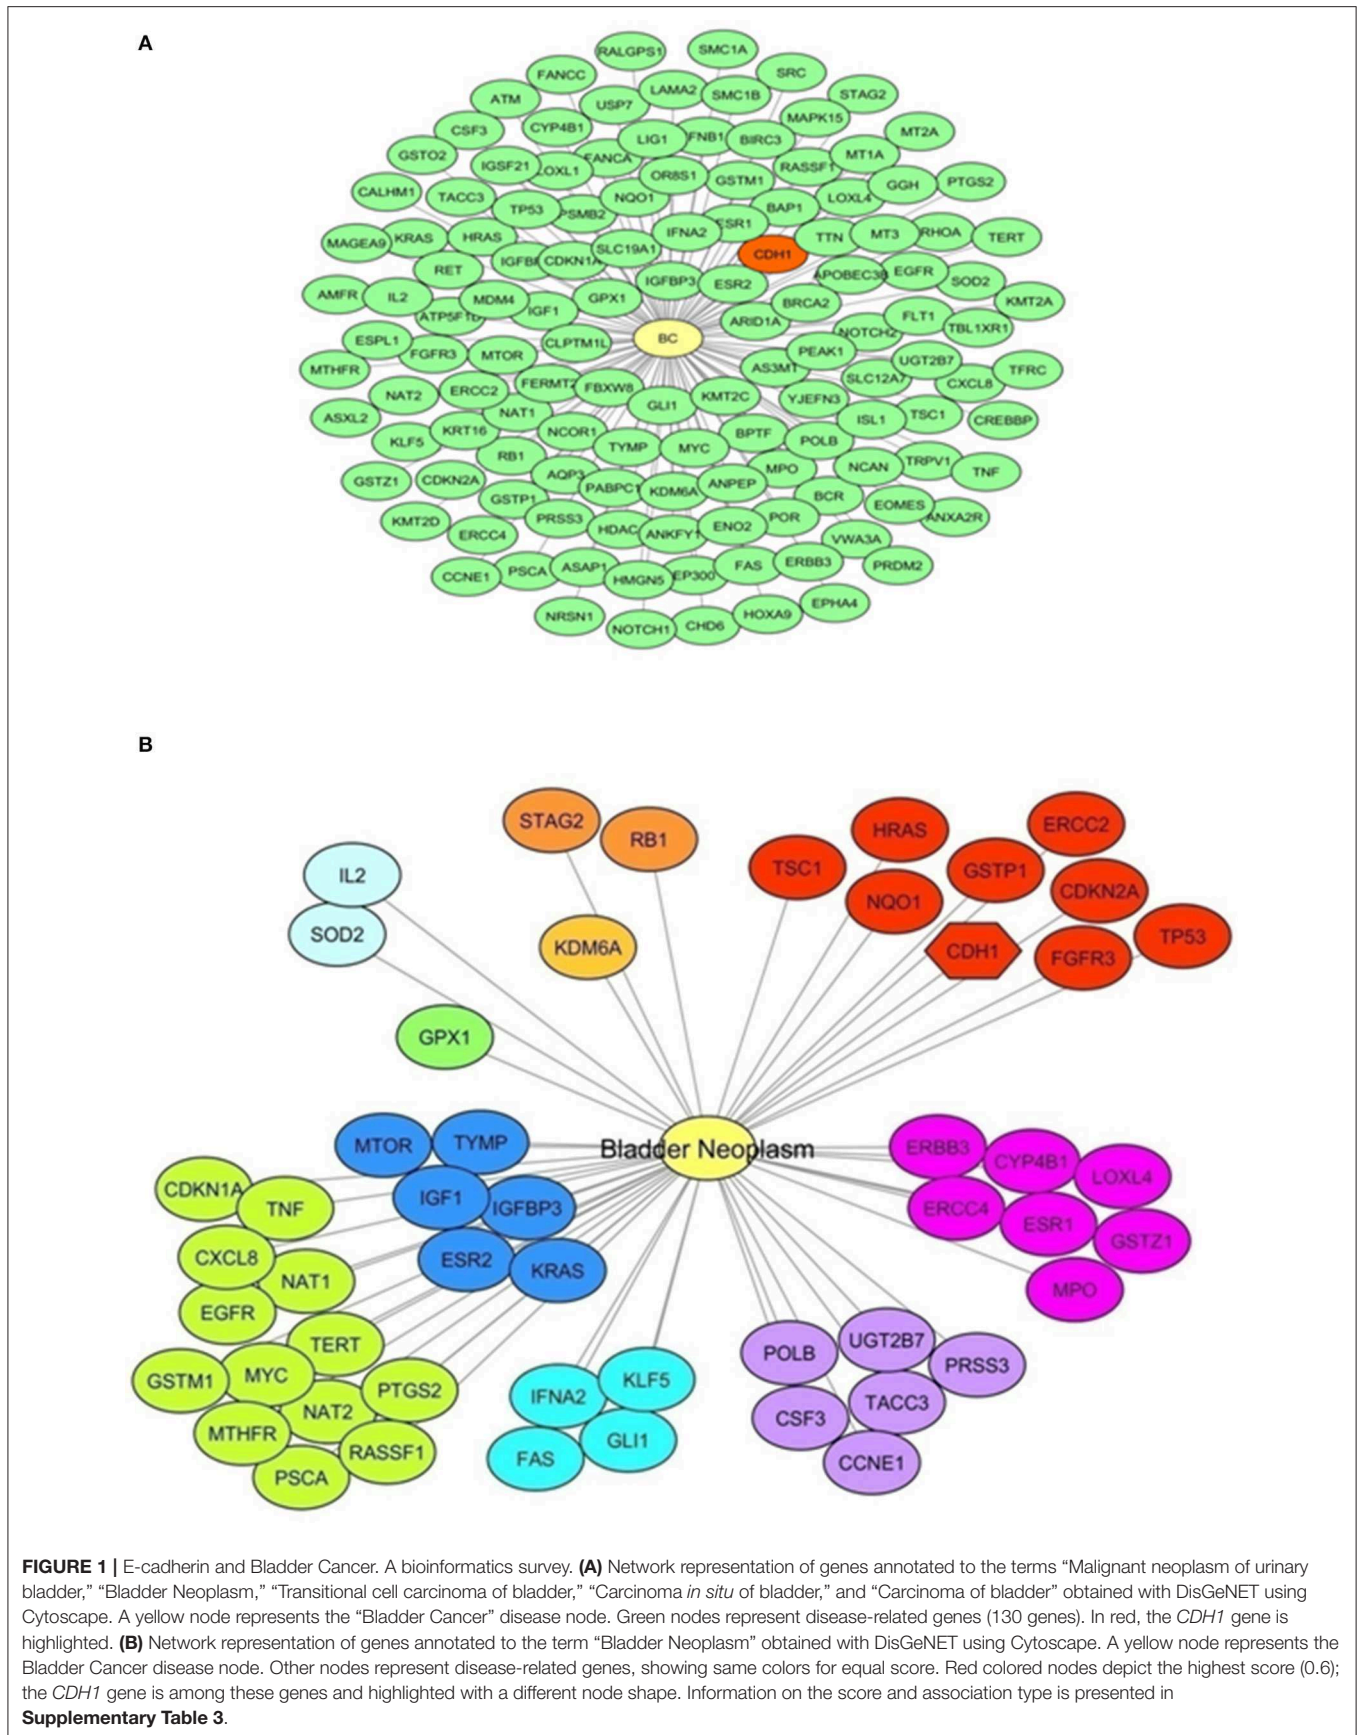 A
RALGPS1
SMC1A
FANCC
SRC
LAMA2
SMC1B
STAG2
ATM
USP7
MAPK15
CYP4B1
CSF3
LIG1
FNB1
BIRC3
MT2A
GSTO2
IGSF21
LOXL1
FANCA
RASSF1
MT1A
OR8S1
GSTM1
GGH
PTGS2
CALHM1
TACC3
NQO1
LOXL4
TP53
PSMB2
BAP1
ESR1
IFNA2
MAGEA9
KRAS
HRAS
TTN
MT3
RHOA
TERT
SLC19A1
CDH1
IGFBP
CDKN1A
RET
APOBEC3B
EGFR
SOD2
IGFBP3
ESR2
AMFR
IL2
MDM4
GPX1
BRCA2
KMT2A
ATP5F1D
IGF1
ARID1A
FLT1
TBL1XR1
NOTCH2
ESPL1
CLPTM1L
BC
PEAK1
FGFR3
MTOR
UGT2B7
MTHFR
AS3MT
SLC12A7
CXCL8
TFRC
NAT2
ERCC2
FERMT2
FBXW8
KMT2C
YJEFN3
GLI1
ASXL2
NAT1
ISL1
TSC1
CREBBP
KLF5
KRT16
NCOR1
TYMP
MYC
BPTF
POLB
RB1
MPO
NCAN
TRPV1
TNF
GSTZ1
CDKN2A
AQP3
PABPC1
KDM6A
ANPEP
GSTP1
BCR
EOMES
ANXA2R
KMT2D
PRSS3
HDAC
ANKFY1
ENO2
POR
ERCC4
VWA3A
CCNE1
PSCA
ASAP1
HMGN5
EP300
FAS
ERBB3
PRDM2
NRSN1
NOTCH1
CHD6
HOXA9
EPHA4
B
STAG2
RB1
HRAS
ERCC2
IL2
TSC1
GSTP1
NQO1
CDKN2A
SOD2
KDM6A
CDH1
FGFR3
TP53
GPX1
MTOR
TYMP
Bladder Neoplasm
ERBB3
CYP4B1
LOXL4
CDKN1A
TNF
IGF1
IGFBP3
ERCC4
ESR1
GSTZ1
CXCL8
NAT1
ESR2
KRAS
MPO
EGFR
TERT
POLB
UGT2B7
PRSS3
GSTM1
MYC
PTGS2
IFNA2
KLF5
NAT2
CSF3
TACC3
MTHFR
RASSF1
FAS
GLI1
CCNE1
PSCA
FIGURE 1 | E-cadherin and Bladder Cancer. A bioinformatics survey. (A) Network representation of genes annotated to the terms “Malignant neoplasm of urinary
bladder,” “Bladder Neoplasm,” “Transitional cell carcinoma of bladder,” “Carcinoma in situ of bladder,” and “Carcinoma of bladder” obtained with DisGeNET using
Cytoscape. A yellow node represents the “Bladder Cancer” disease node. Green nodes represent disease-related genes (130 genes). In red, the CDH1 gene is
highlighted. (B) Network representation of genes annotated to the term “Bladder Neoplasm” obtained with DisGeNET using Cytoscape. A yellow node represents the
Bladder Cancer disease node. Other nodes represent disease-related genes, showing same colors for equal score. Red colored nodes depict the highest score (0.6);
the CDH1 gene is among these genes and highlighted with a different node shape. Information on the score and association type is presented in
Supplementary Table 3.